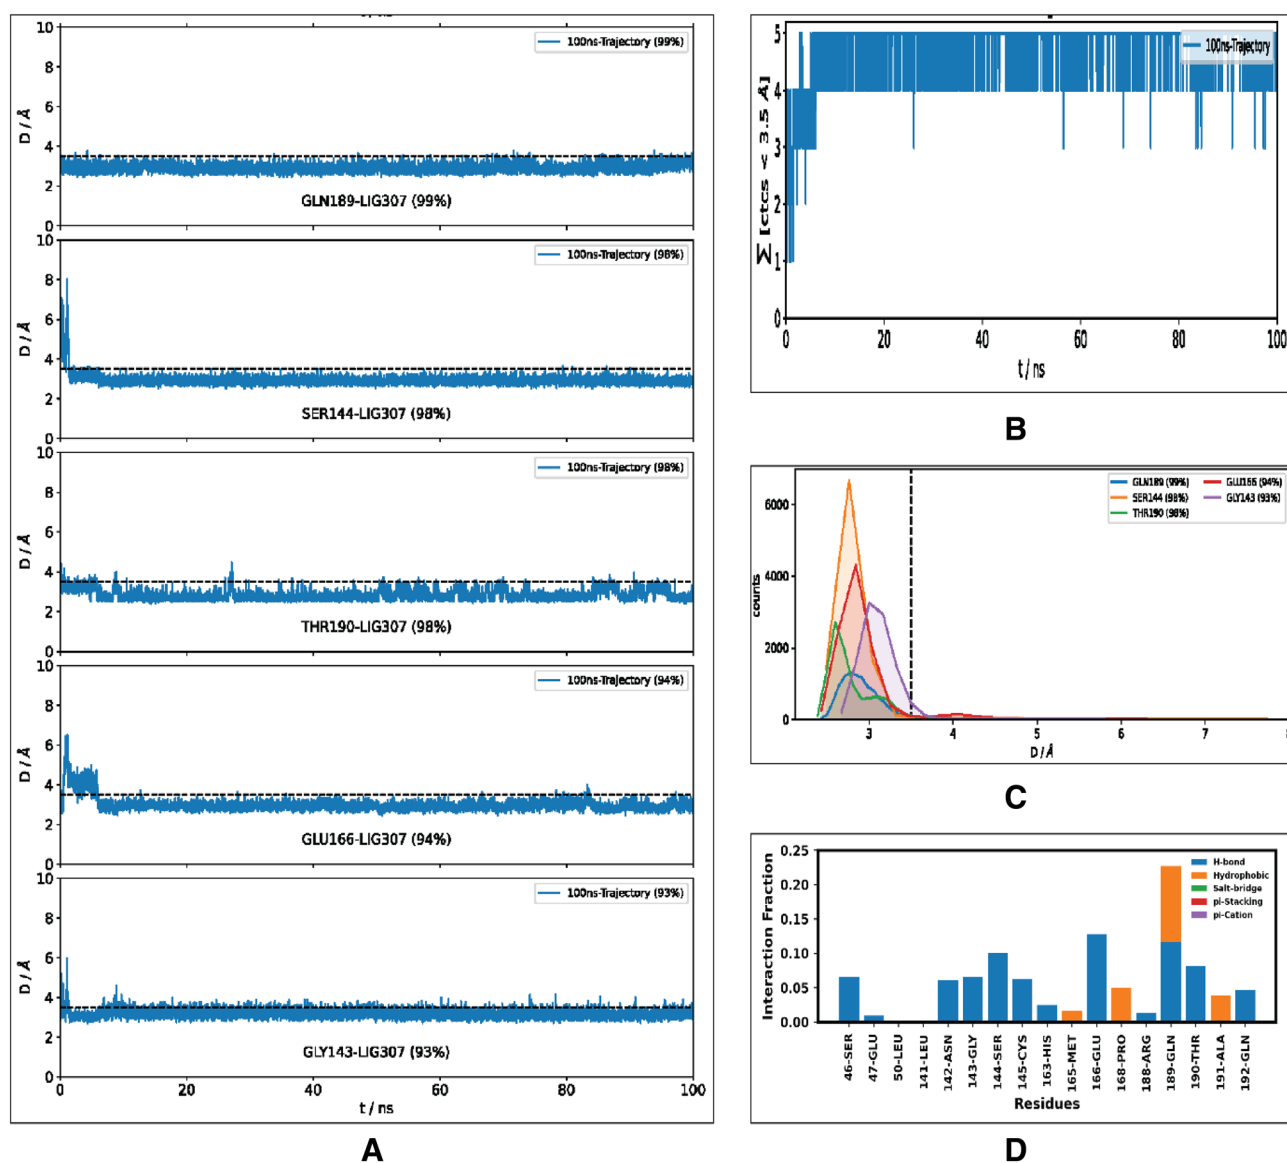 10
8
6
4
2
0
D / Å
100ns-Trajectory (99%)
GLN189-LIG307 (99%)
10
8
6
4
2
0
D / Å
100ns-Trajectory (98%)
SER144-LIG307 (98%)
10
8
6
4
2
0
D / Å
100ns-Trajectory (98%)
THR190-LIG307 (98%)
10
8
6
4
2
0
D / Å
100ns-Trajectory (94%)
GLU166-LIG307 (94%)
10
8
6
4
2
0
D / Å
100ns-Trajectory (93%)
GLY143-LIG307 (93%)
0 20 40 60 80 100
t / ns
A
5
4
3
2
1
0
Σ [ctcs < 3.5 Å]
100ns-Trajectory
0 20 40 60 80 100
t / ns
B
6000
4000
2000
0
counts
GLN189 (99%)
SER144 (98%)
THR190 (98%)
GLU166 (94%)
GLY143 (93%)
3 4 5 6 7
D / Å
C
0.25
0.20
0.15
0.10
0.05
0.00
Interaction Fraction
H-bond
Hydrophobic
Salt-bridge
pi-Stacking
pi-Cation
46-SER
47-GLU
50-LEU
141-LEU
142-ASN
143-GLY
144-SER
145-CYS
163-HIS
165-MET
166-GLU
168-PRO
188-ARG
189-GLN
190-THR
191-ALA
192-GLN
Residues
D